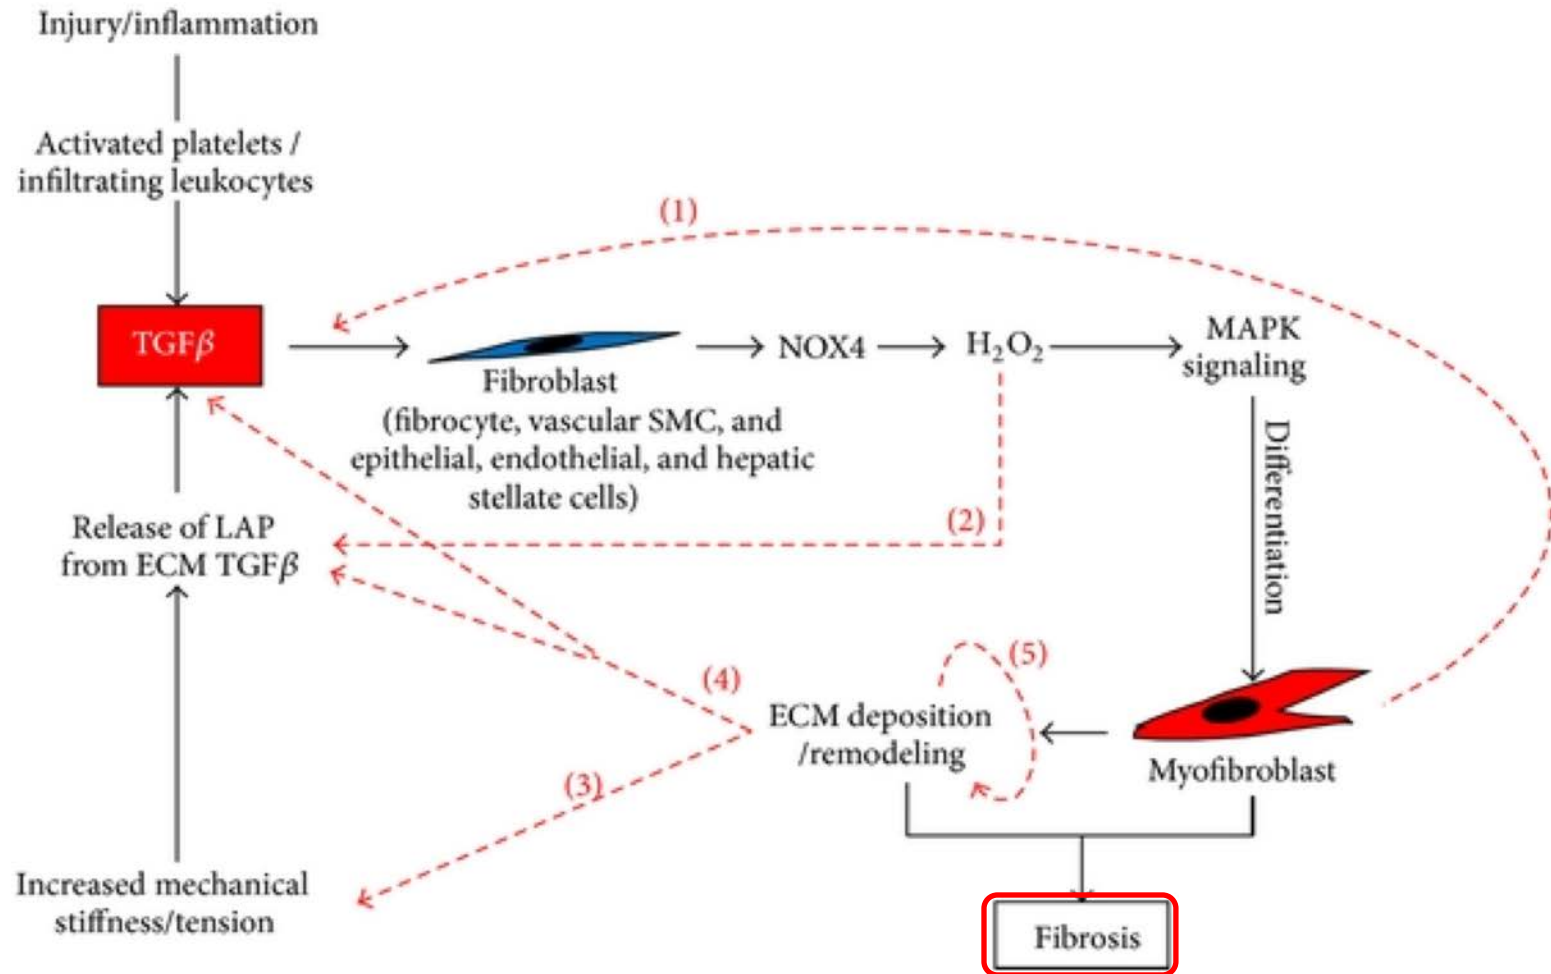 Injury/inflammation
Activated platelets /
infiltrating leukocytes
(1)
TGFβ
NOX4
H₂O₂
MAPK
signaling
Fibroblast
(fibrocyte, vascular SMC, and
epithelial, endothelial, and hepatic
stellate cells)
Differentiation
(2)
Release of LAP
from ECM TGFβ
(5)
(4)
ECM deposition
/remodeling
Myofibroblast
(3)
Increased mechanical
stiffness/tension
Fibrosis